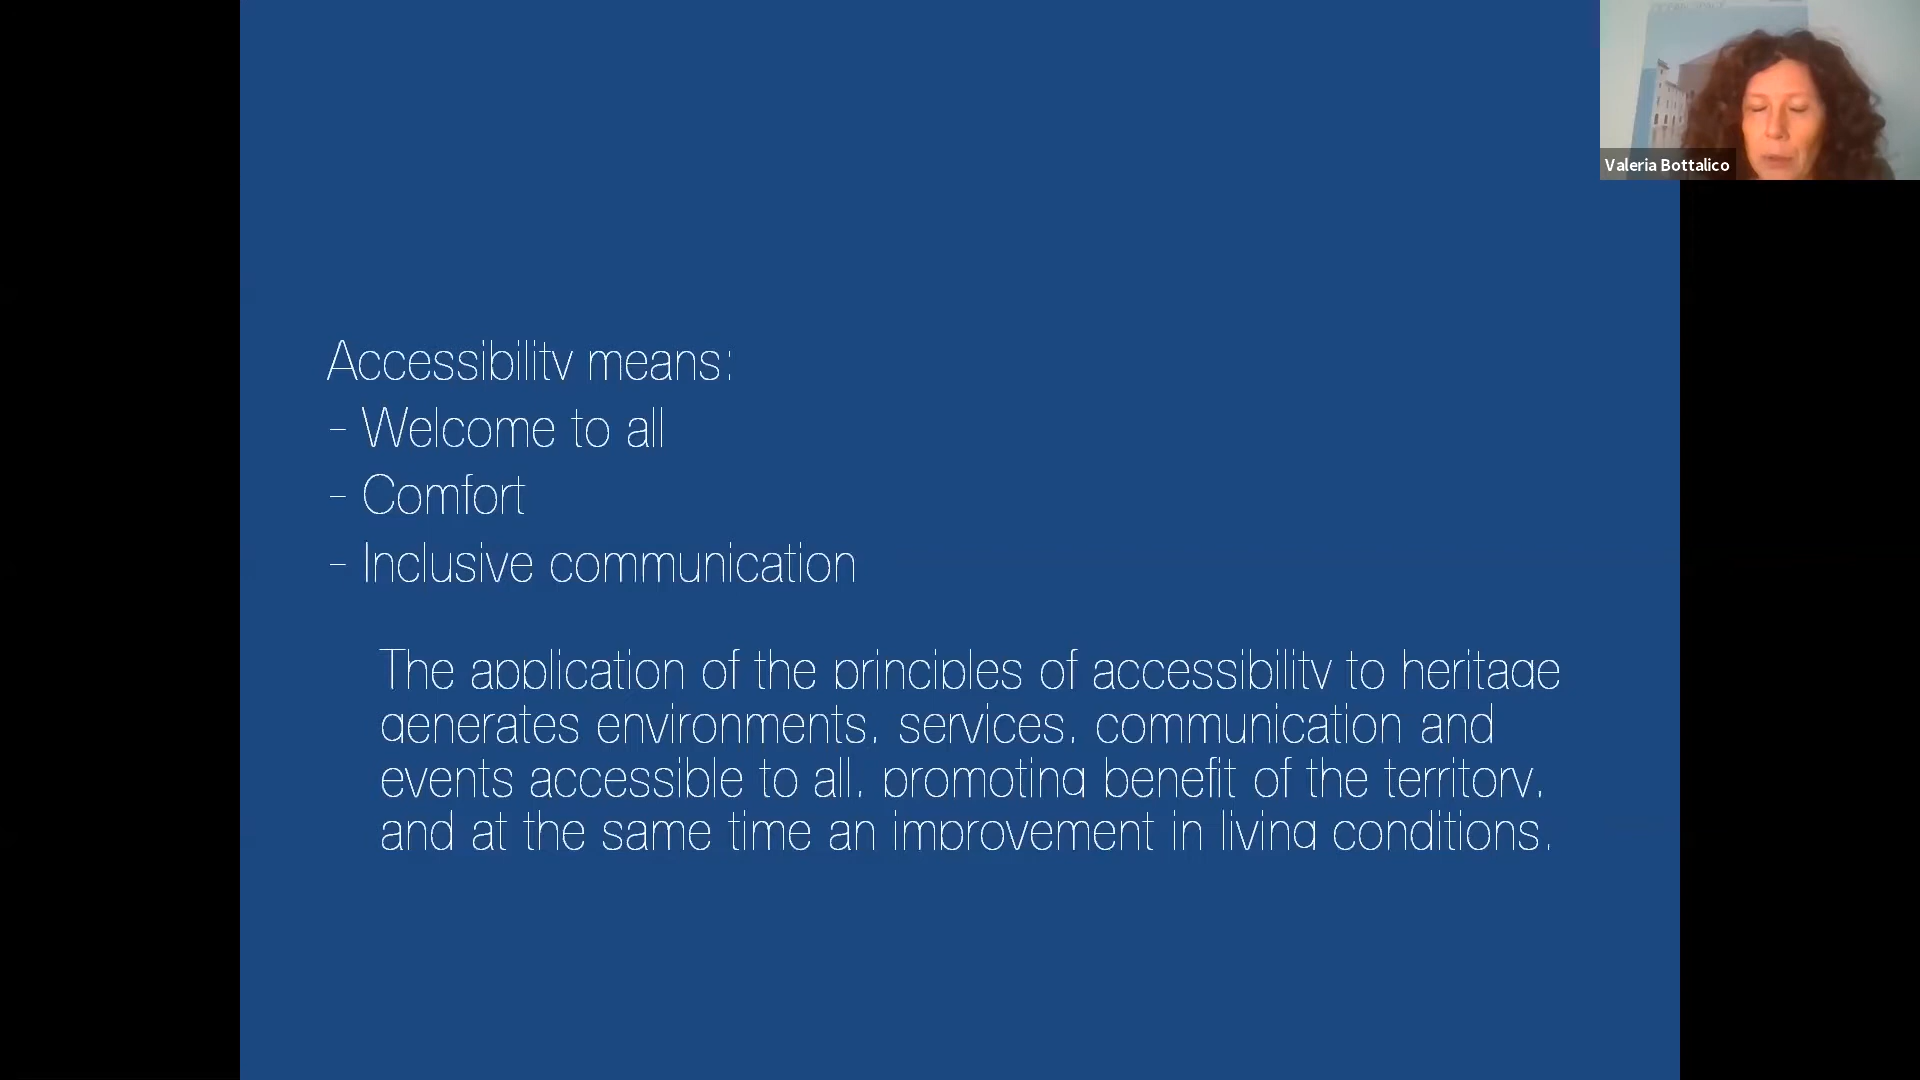 Valeria Bottalico
Accessibility means:
- Welcome to all
- Comfort
- Inclusive communication
The application of the principles of accessibility to heritage
generates environments, services, communication and
events accessible to all, promoting benefit of the territory,
and at the same time an improvement in living conditions.